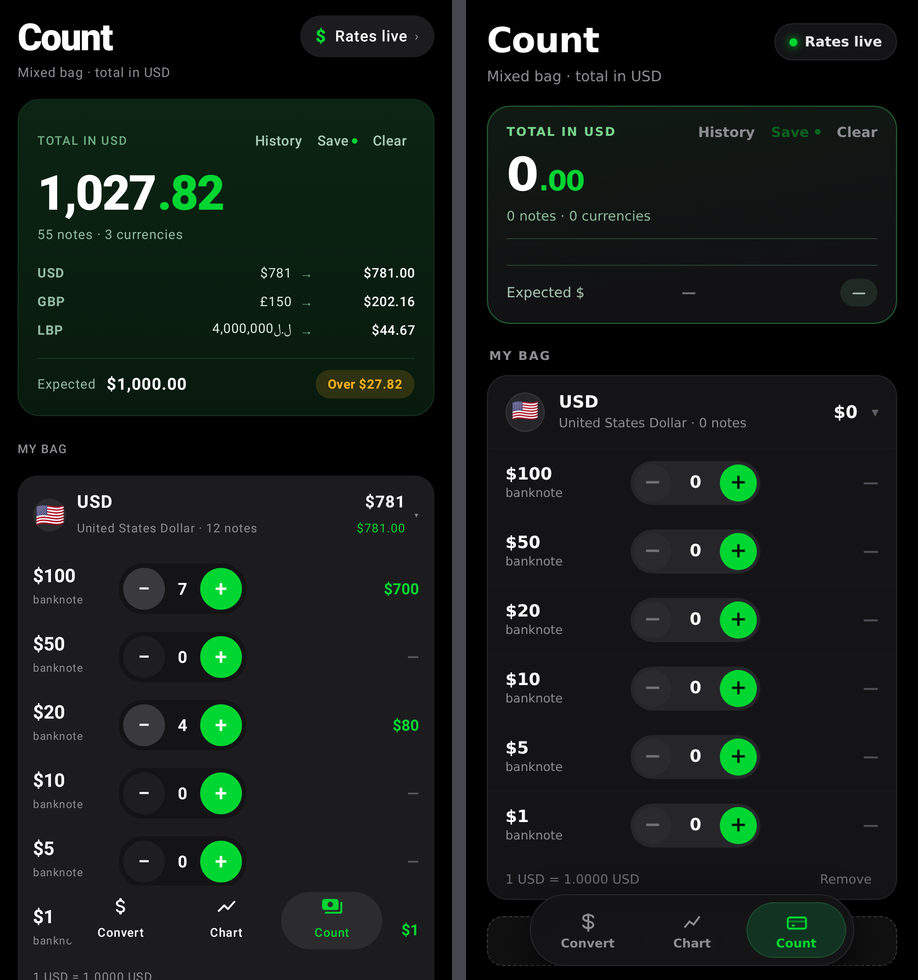 Count
$ Rates live ›
Mixed bag · total in USD
TOTAL IN USD
History Save • Clear
1,027.82
55 notes · 3 currencies
USD $781 → $781.00
GBP £150 → $202.16
LBP 4,000,000ل.ل → $44.67
Expected $1,000.00 Over $27.82
MY BAG
USD $781 ▾
United States Dollar · 12 notes $781.00
$100
banknote
− 7 + $700
$50
banknote
− 0 + —
$20
banknote
− 4 + $80
$10
banknote
− 0 + —
$5
banknote
− 0 + —
$1
$1
$ Convert
Chart
Count
1 USD = 1.0000 USD
Count
• Rates live
Mixed bag · total in USD
TOTAL IN USD
History Save • Clear
0.00
0 notes · 0 currencies
Expected $ — —
MY BAG
USD $0 ▾
United States Dollar · 0 notes
$100
banknote
− 0 + —
$50
banknote
− 0 + —
$20
banknote
− 0 + —
$10
banknote
− 0 + —
$5
banknote
− 0 + —
$1
banknote
− 0 + —
1 USD = 1.0000 USD Remove
$ Convert
Chart
Count